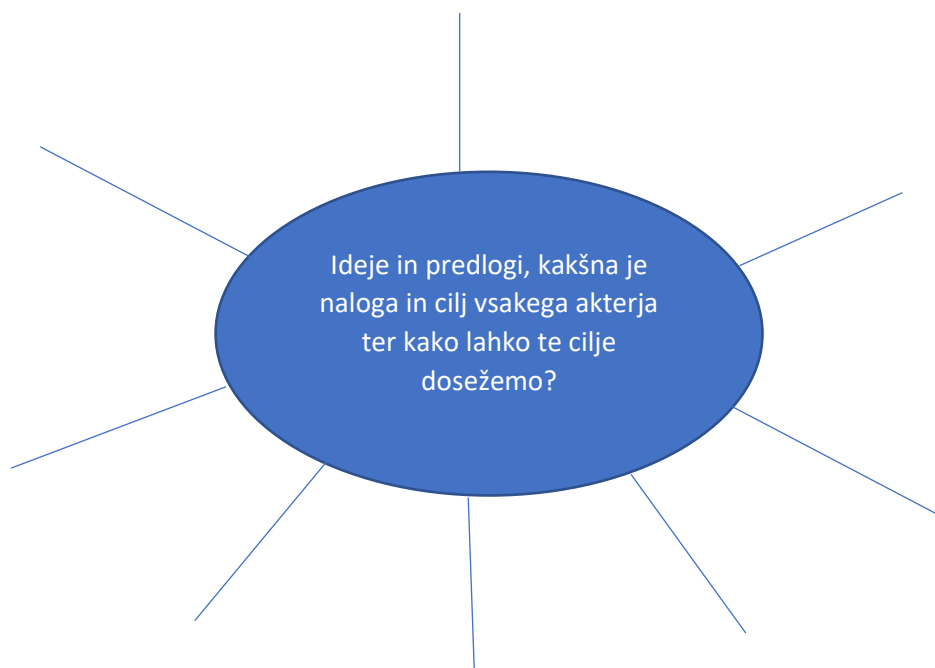 Ideje in predlogi, kakšna je
naloga in cilj vsakega akterja
ter kako lahko te cilje
dosežemo?